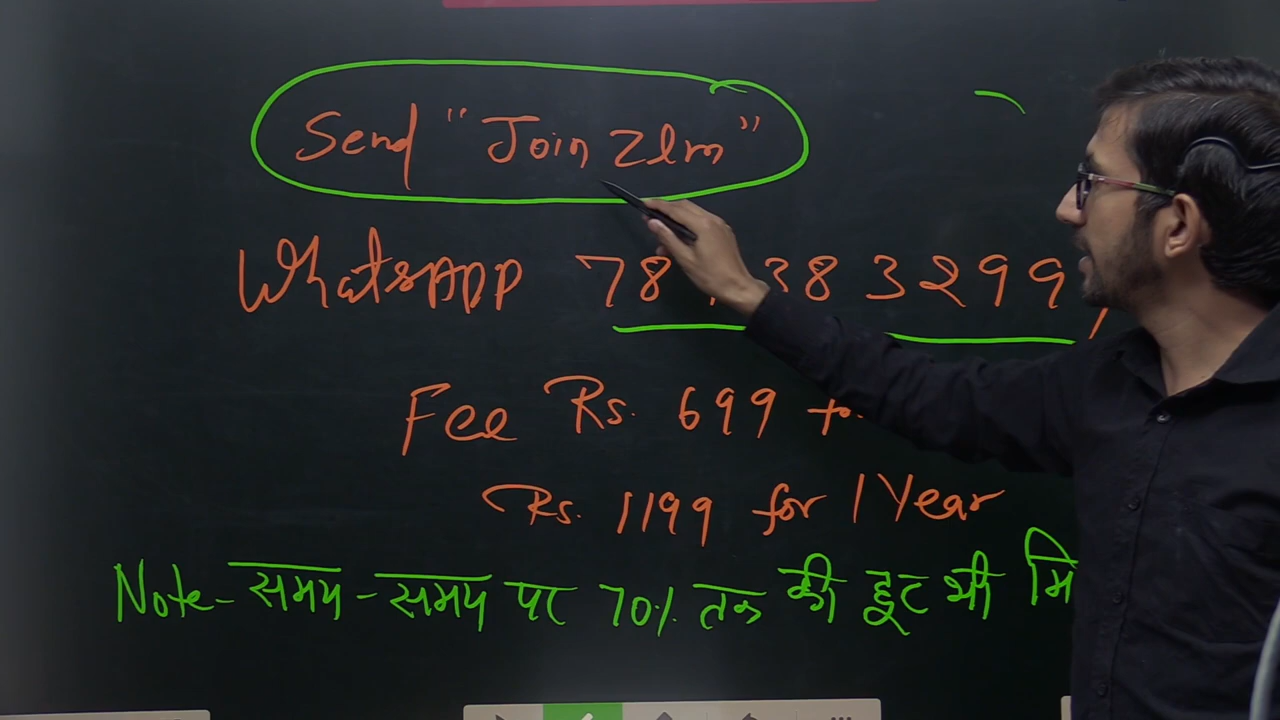 Send "Join Zlm"
WhatsApp 78 38 3299
Fee Rs. 699
Rs. 1199 for 1 Year
Note- समय-समय पर 70% तक की छूट भी